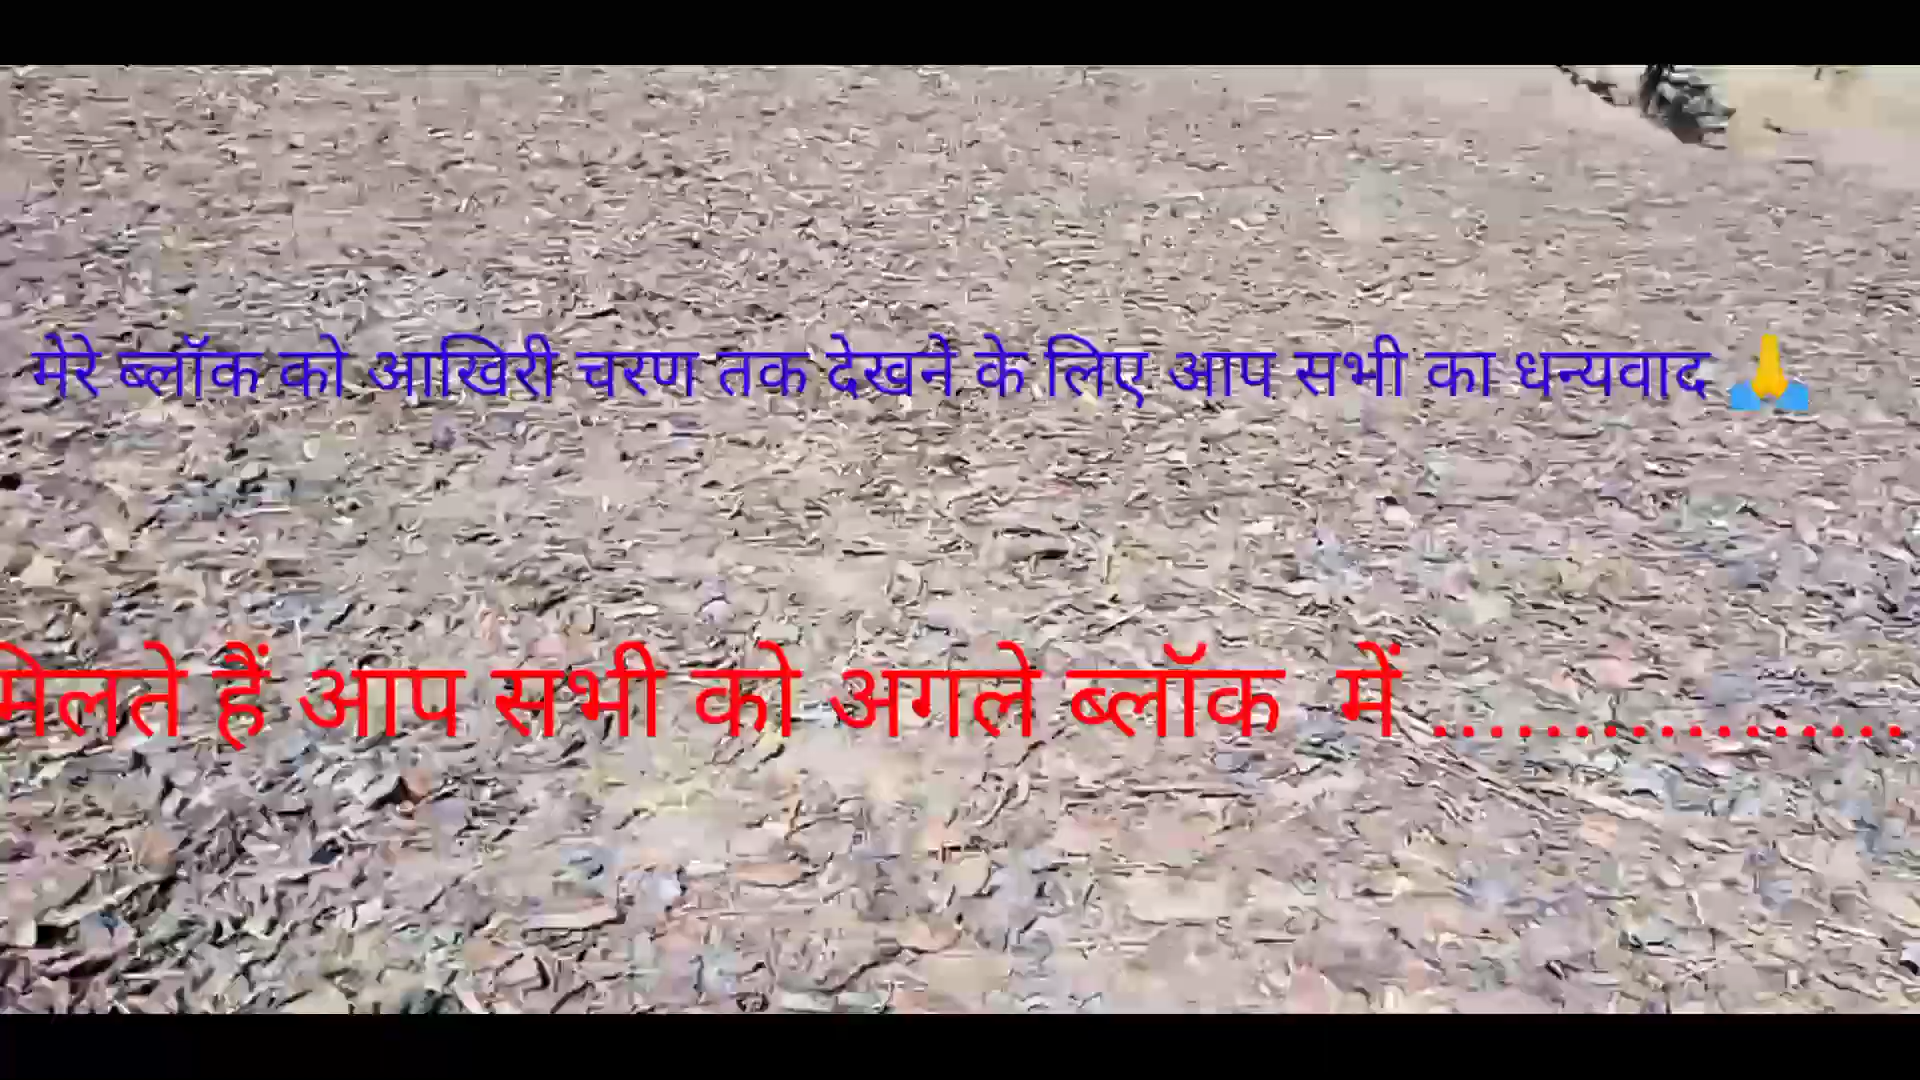 मेरे ब्लॉक को आखिरी चरण तक देखने के लिए आप सभी का धन्यवाद 🙏
मिलते हैं आप सभी को अगले ब्लॉक में .................